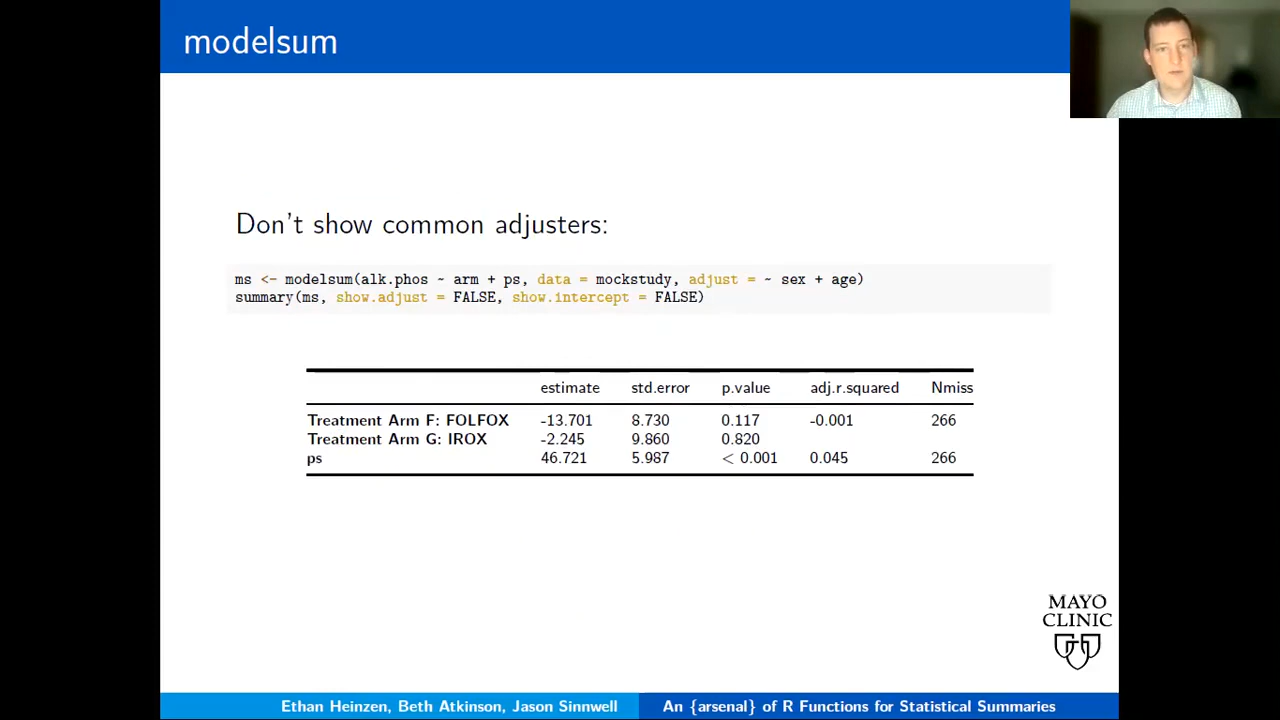 modelsum
Don't show common adjusters:
ms <- modelsum(alk.phos ~ arm + ps, data = mockstudy, adjust = ~ sex + age)
summary(ms, show.adjust = FALSE, show.intercept = FALSE)
estimate std.error p.value adj.r.squared Nmiss
Treatment Arm F: FOLFOX -13.701 8.730 0.117 -0.001 266
Treatment Arm G: IROX -2.245 9.860 0.820
ps 46.721 5.987 < 0.001 0.045 266
MAYO
CLINIC
Ethan Heinzen, Beth Atkinson, Jason Sinnwell An {arsenal} of R Functions for Statistical Summaries